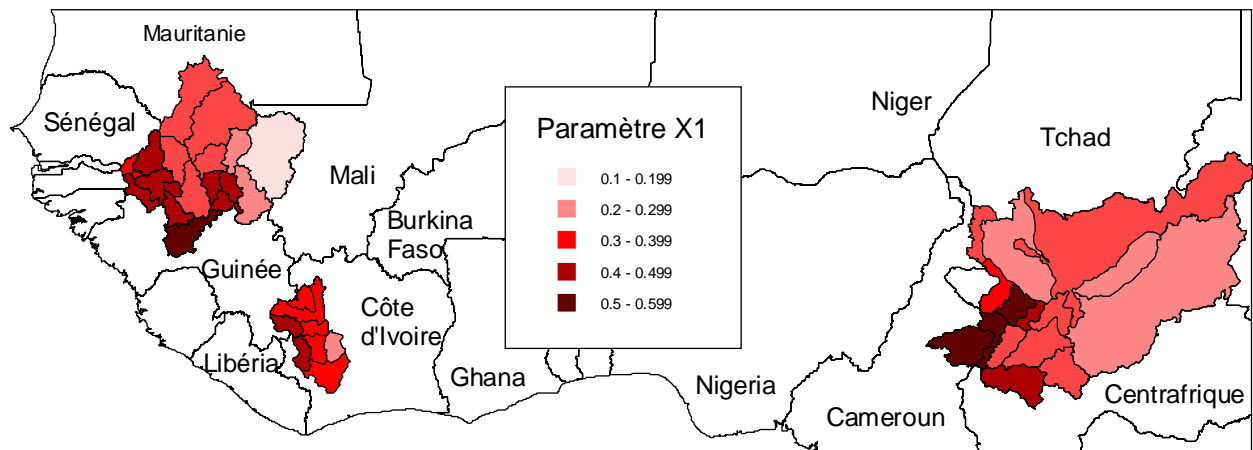 Mauritanie
Sénégal
Mali
Burkina
Faso
Guinée
Côte
d'Ivoire
Libéria
Ghana
Paramètre X1
0.1 - 0.199
0.2 - 0.299
0.3 - 0.399
0.4 - 0.499
0.5 - 0.599
Niger
Tchad
Nigeria
Cameroun
Centrafrique